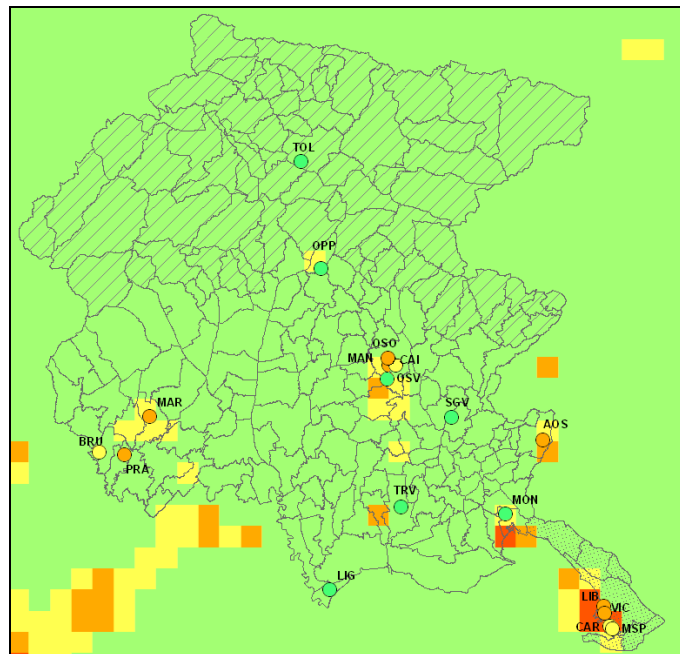 TOL
OPP
OSO
MAN
CAI
OSV
MAR
SGV
BRU
AOS
PRA
TRV
MON
LIG
LIB
VIC
CAR
MSP